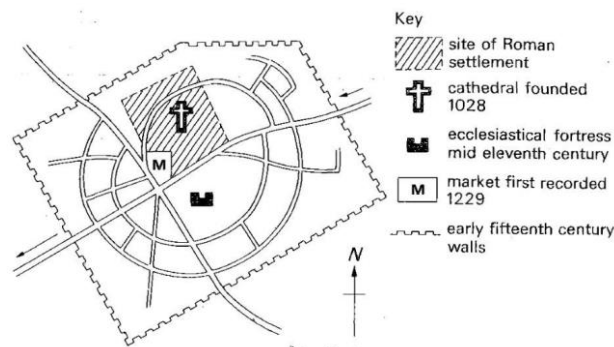 Key
site of Roman
settlement
cathedral founded
1028
ecclesiastical fortress
mid eleventh century
M
market first recorded
1229
early fifteenth century
walls
M
N